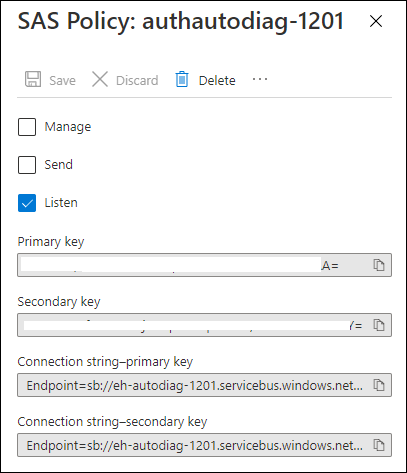 SAS Policy: authautodiag-1201
Save Discard Delete ...
Manage
Send
Listen
Primary key
A=
Secondary key
Y=
Connection string–primary key
Endpoint=sb://eh-autodiag-1201.servicebus.windows.net...
Connection string–secondary key
Endpoint=sb://eh-autodiag-1201.servicebus.windows.net...